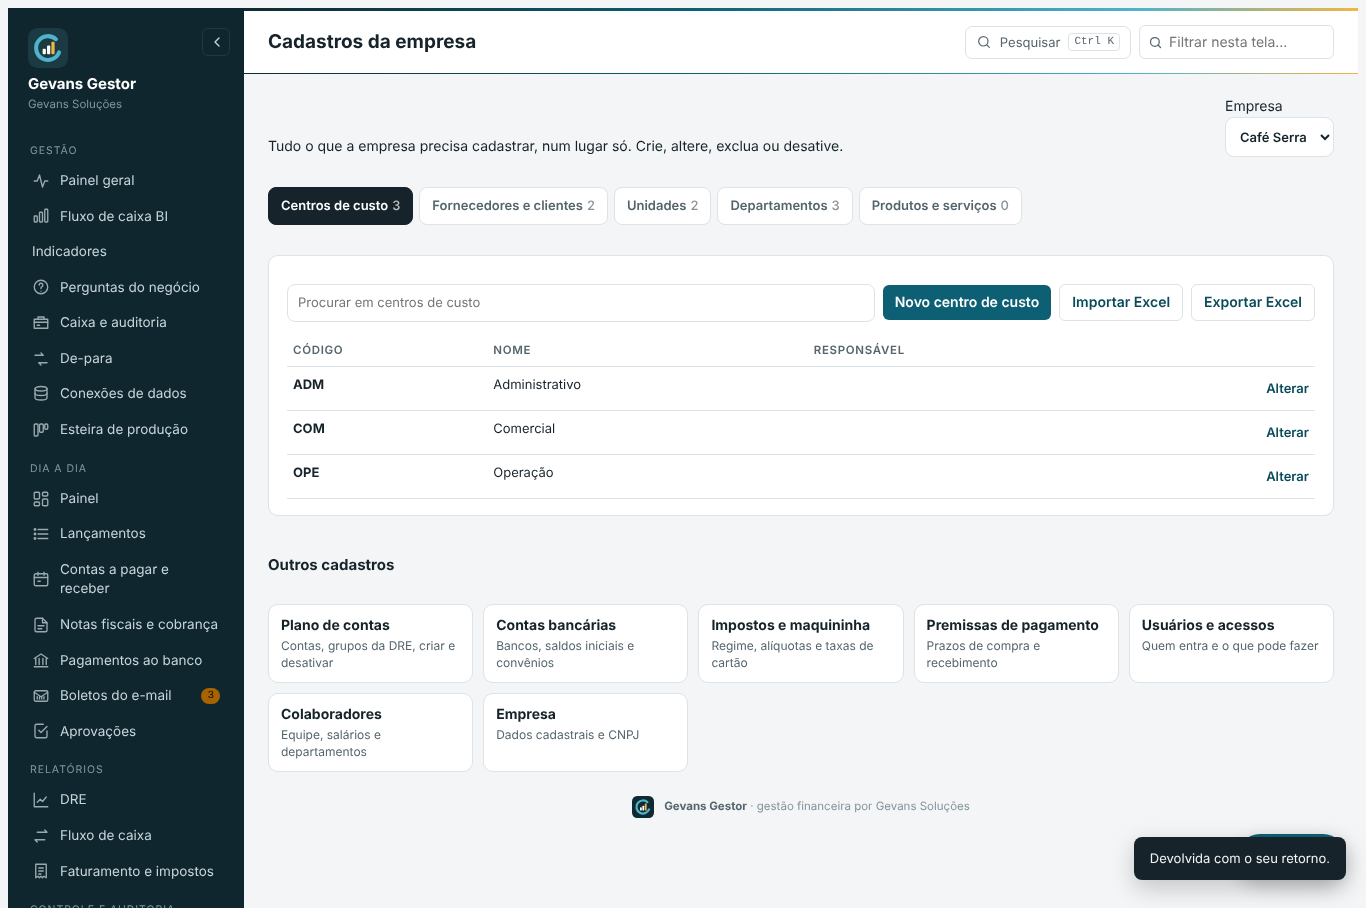 Gevans Gestor
Gevans Soluções
GESTÃO
Painel geral
Fluxo de caixa BI
Indicadores
Perguntas do negócio
Caixa e auditoria
De-para
Conexões de dados
Esteira de produção
DIA A DIA
Painel
Lançamentos
Contas a pagar e
receber
Notas fiscais e cobrança
Pagamentos ao banco
Boletos do e-mail 3
Aprovações
RELATÓRIOS
DRE
Fluxo de caixa
Faturamento e impostos
CONTROLE E AUDITORIA
Cadastros da empresa
Pesquisar Ctrl K
Filtrar nesta tela...
Empresa
Café Serra
Tudo o que a empresa precisa cadastrar, num lugar só. Crie, altere, exclua ou desative.
Centros de custo 3
Fornecedores e clientes 2
Unidades 2
Departamentos 3
Produtos e serviços 0
Procurar em centros de custo
Novo centro de custo
Importar Excel
Exportar Excel
CÓDIGO NOME RESPONSÁVEL
ADM Administrativo Alterar
COM Comercial Alterar
OPE Operação Alterar
Outros cadastros
Plano de contas
Contas, grupos da DRE, criar e
desativar
Contas bancárias
Bancos, saldos iniciais e
convênios
Impostos e maquininha
Regime, alíquotas e taxas de
cartão
Premissas de pagamento
Prazos de compra e
recebimento
Usuários e acessos
Quem entra e o que pode fazer
Colaboradores
Equipe, salários e
departamentos
Empresa
Dados cadastrais e CNPJ
Gevans Gestor · gestão financeira por Gevans Soluções
Devolvida com o seu retorno.